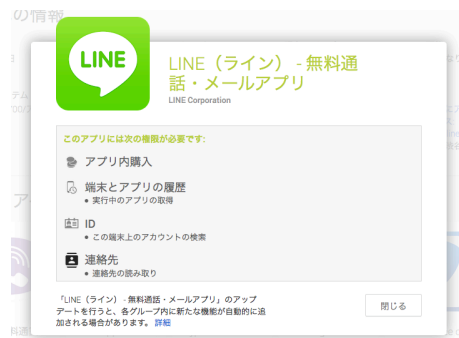 の情報
LINE
LINE（ライン） - 無料通
話・メールアプリ
LINE Corporation
このアプリには次の権限が必要です:
アプリ内購入
端末とアプリの履歴
• 実行中のアプリの取得
ID
• この端末上のアカウントの検索
連絡先
• 連絡先の読み取り
「LINE（ライン） - 無料通話・メールアプリ」のアップ
デートを行うと、各グループ内に新たな機能が自動的に追
加される場合があります。 詳細
閉じる